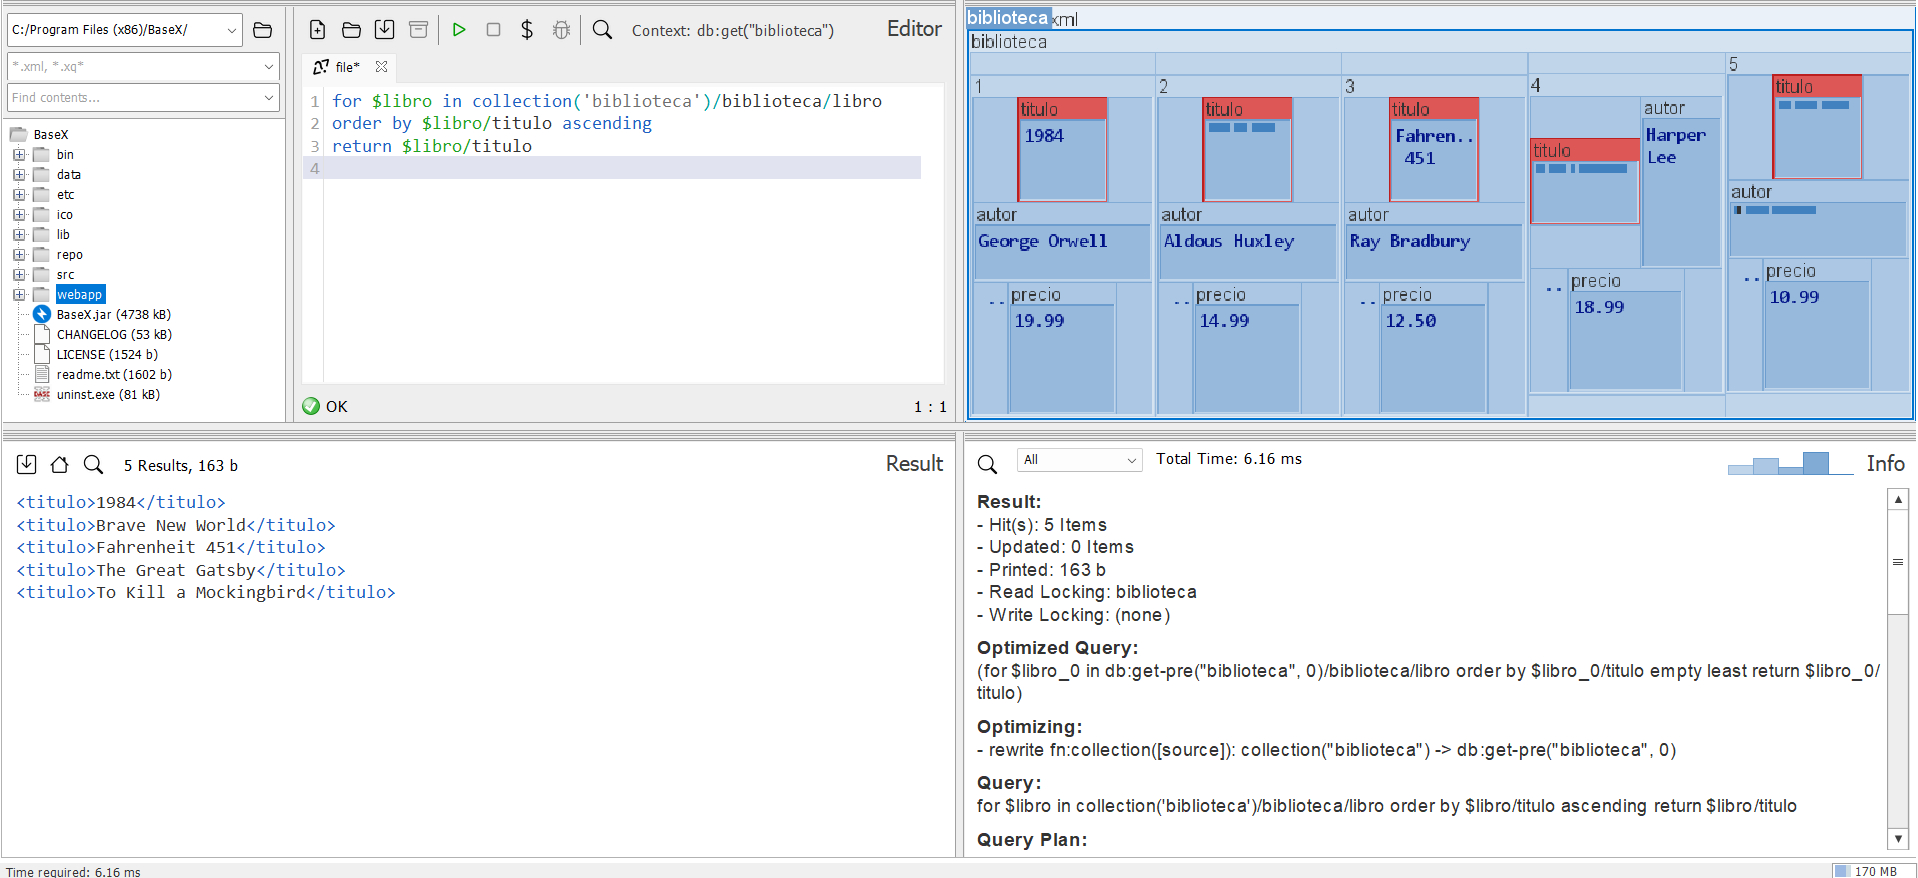 C:/Program Files (x86)/BaseX/
*.xml, *.xq*
Find contents...
BaseX
bin
data
etc
ico
lib
repo
src
webapp
BaseX.jar (4738 kB)
CHANGELOG (53 kB)
LICENSE (1524 b)
readme.txt (1602 b)
uninst.exe (81 kB)
Context: db:get("biblioteca")
Editor
file*
1 for $libro in collection('biblioteca')/biblioteca/libro
2 order by $libro/titulo ascending
3 return $libro/titulo
4
OK
1 : 1
biblioteca xml
biblioteca
1
titulo
1984
autor
George Orwell
..
precio
19.99
2
titulo
autor
Aldous Huxley
..
precio
14.99
3
titulo
Fahren..
451
autor
Ray Bradbury
..
precio
12.50
4
titulo
autor
Harper
Lee
..
precio
18.99
5
titulo
autor
..
precio
10.99
5 Results, 163 b
Result
<titulo>1984</titulo>
<titulo>Brave New World</titulo>
<titulo>Fahrenheit 451</titulo>
<titulo>The Great Gatsby</titulo>
<titulo>To Kill a Mockingbird</titulo>
All
Total Time: 6.16 ms
Info
Result:
- Hit(s): 5 Items
- Updated: 0 Items
- Printed: 163 b
- Read Locking: biblioteca
- Write Locking: (none)
Optimized Query:
(for $libro_0 in db:get-pre("biblioteca", 0)/biblioteca/libro order by $libro_0/titulo empty least return $libro_0/
titulo)
Optimizing:
- rewrite fn:collection([source]): collection("biblioteca") -> db:get-pre("biblioteca", 0)
Query:
for $libro in collection('biblioteca')/biblioteca/libro order by $libro/titulo ascending return $libro/titulo
Query Plan:
Time required: 6.16 ms
170 MB